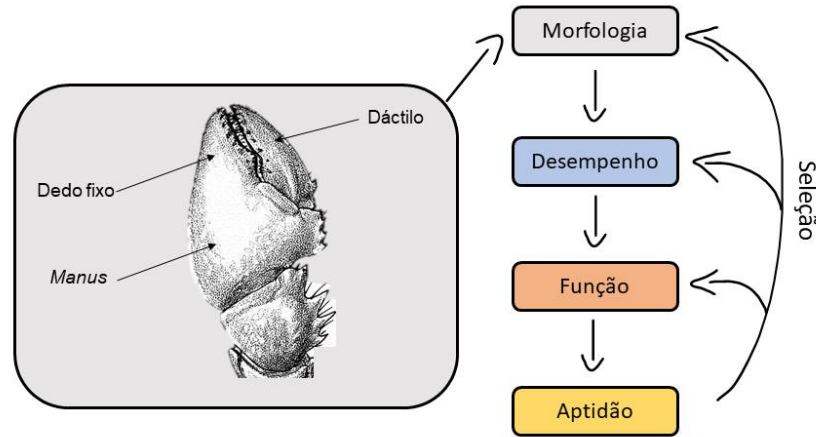 Morfologia
Dáctilo
Desempenho
Dedo fixo
Seleção
Manus
Função
Aptidão